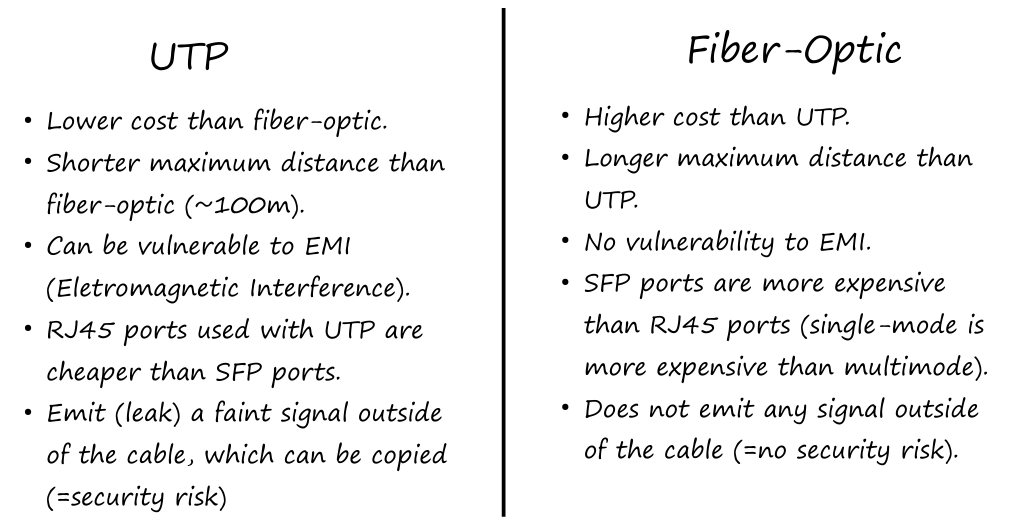 UTP
• Lower cost than fiber-optic.
• Shorter maximum distance than
fiber-optic (~100m).
• Can be vulnerable to EMI
(Eletromagnetic Interference).
• RJ45 ports used with UTP are
cheaper than SFP ports.
• Emit (leak) a faint signal outside
of the cable, which can be copied
(=security risk)
Fiber-Optic
• Higher cost than UTP.
• Longer maximum distance than
UTP.
• No vulnerability to EMI.
• SFP ports are more expensive
than RJ45 ports (single-mode is
more expensive than multimode).
• Does not emit any signal outside
of the cable (=no security risk).